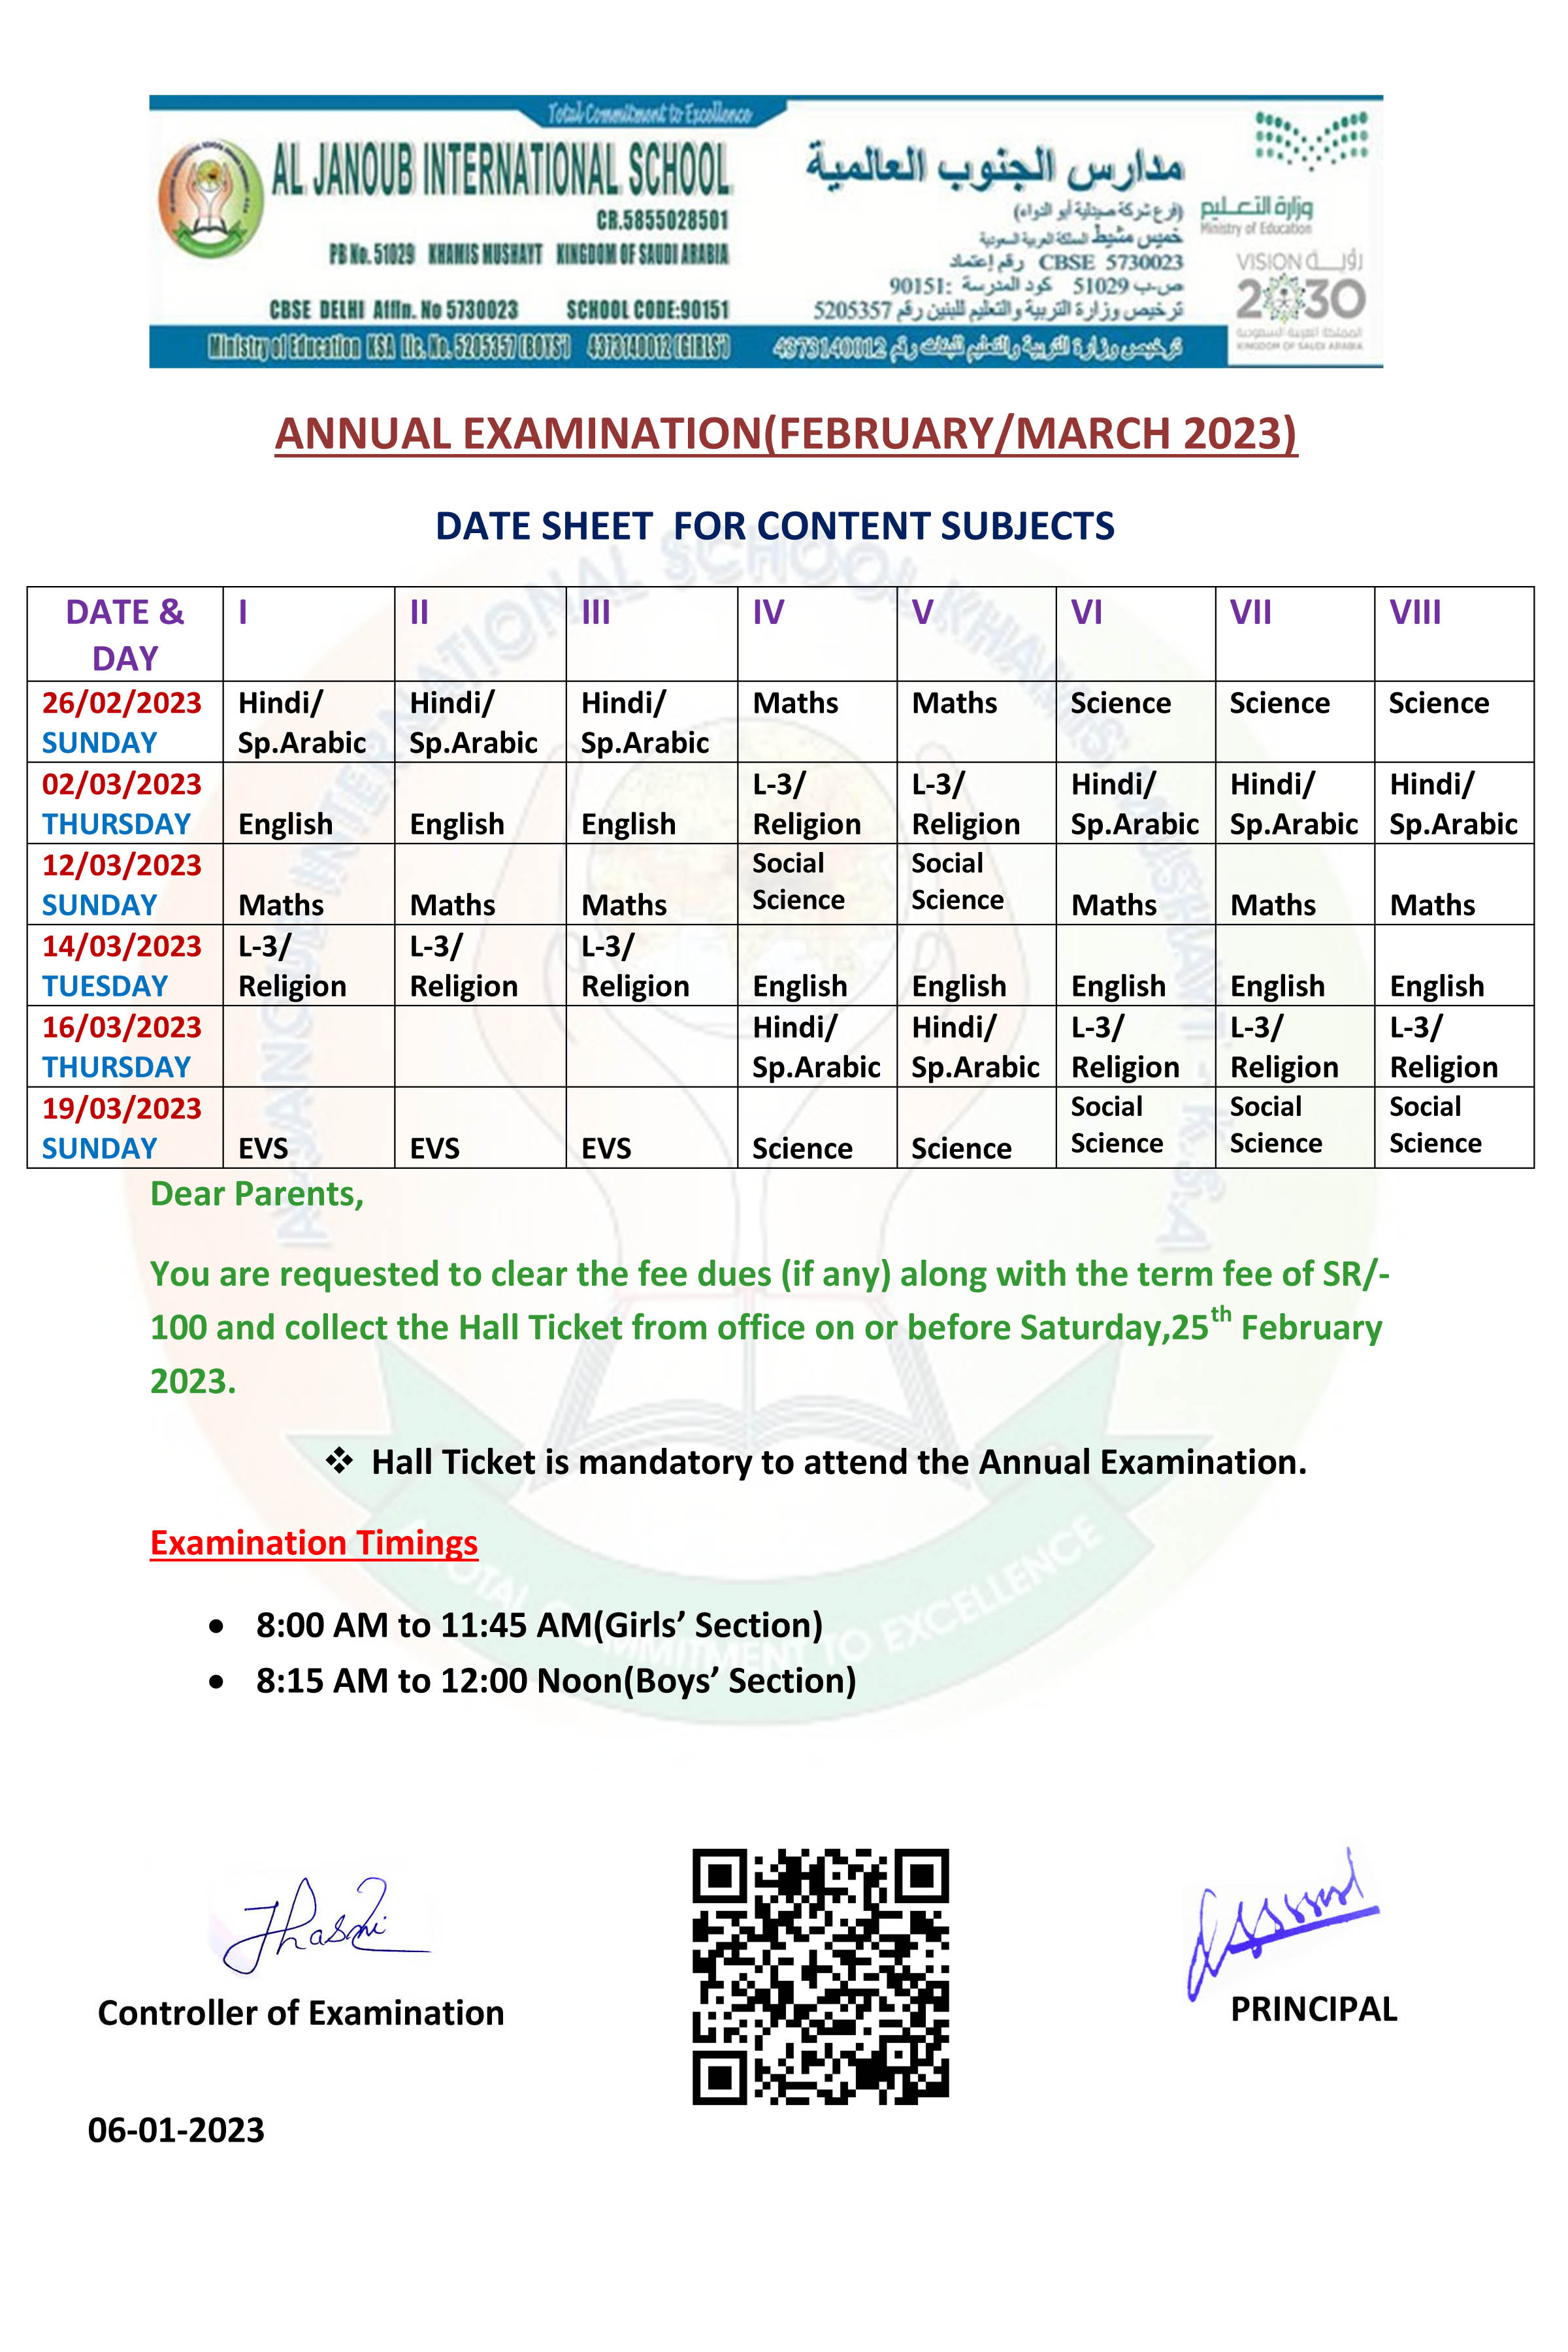 Total Commitment to Excellence
AL JANOUB INTERNATIONAL SCHOOL
CR.5855028501
PB No. 51029 KHAMIS MUSHAYT KINGDOM OF SAUDI ARABIA
CBSE DELHI Affln. No 5730023 SCHOOL CODE:90151
Ministry of Education KSA Lic. No. 5205357 (BOYS') 4373140012 (GIRLS')
مدارس الجنوب العالمية
(فرع شركة صيدلية أبو الدواء)
خميس مشيط المملكة العربية السعودية
CBSE 5730023 رقم إعتماد
ص.ب 51029 كود المدرسة :90151
ترخيص وزارة التربية والتعليم للبنين رقم 5205357
ترخيص وزارة التربية والتعليم للبنات رقم 4373140012
وزارة التعليم
Ministry of Education
VISION رؤية
2030
المملكة العربية السعودية
KINGDOM OF SAUDI ARABIA
ANNUAL EXAMINATION(FEBRUARY/MARCH 2023)
DATE SHEET FOR CONTENT SUBJECTS
DATE & DAY I II III IV V VI VII VIII
26/02/2023 SUNDAY Hindi/ Sp.Arabic Hindi/ Sp.Arabic Hindi/ Sp.Arabic Maths Maths Science Science Science
02/03/2023 THURSDAY English English English L-3/ Religion L-3/ Religion Hindi/ Sp.Arabic Hindi/ Sp.Arabic Hindi/ Sp.Arabic
12/03/2023 SUNDAY Maths Maths Maths Social Science Social Science Maths Maths Maths
14/03/2023 TUESDAY L-3/ Religion L-3/ Religion L-3/ Religion English English English English English
16/03/2023 THURSDAY Hindi/ Sp.Arabic Hindi/ Sp.Arabic L-3/ Religion L-3/ Religion L-3/ Religion
19/03/2023 SUNDAY EVS EVS EVS Science Science Social Science Social Science Social Science
Dear Parents,
You are requested to clear the fee dues (if any) along with the term fee of SR/-
100 and collect the Hall Ticket from office on or before Saturday,25th February
2023.
❖ Hall Ticket is mandatory to attend the Annual Examination.
Examination Timings
• 8:00 AM to 11:45 AM(Girls’ Section)
• 8:15 AM to 12:00 Noon(Boys’ Section)
Controller of Examination
PRINCIPAL
06-01-2023
AL JANOUB INTERNATIONAL SCHOOL KHAMIS MUSHAYT - K.S.A
TOTAL COMMITMENT TO EXCELLENCE